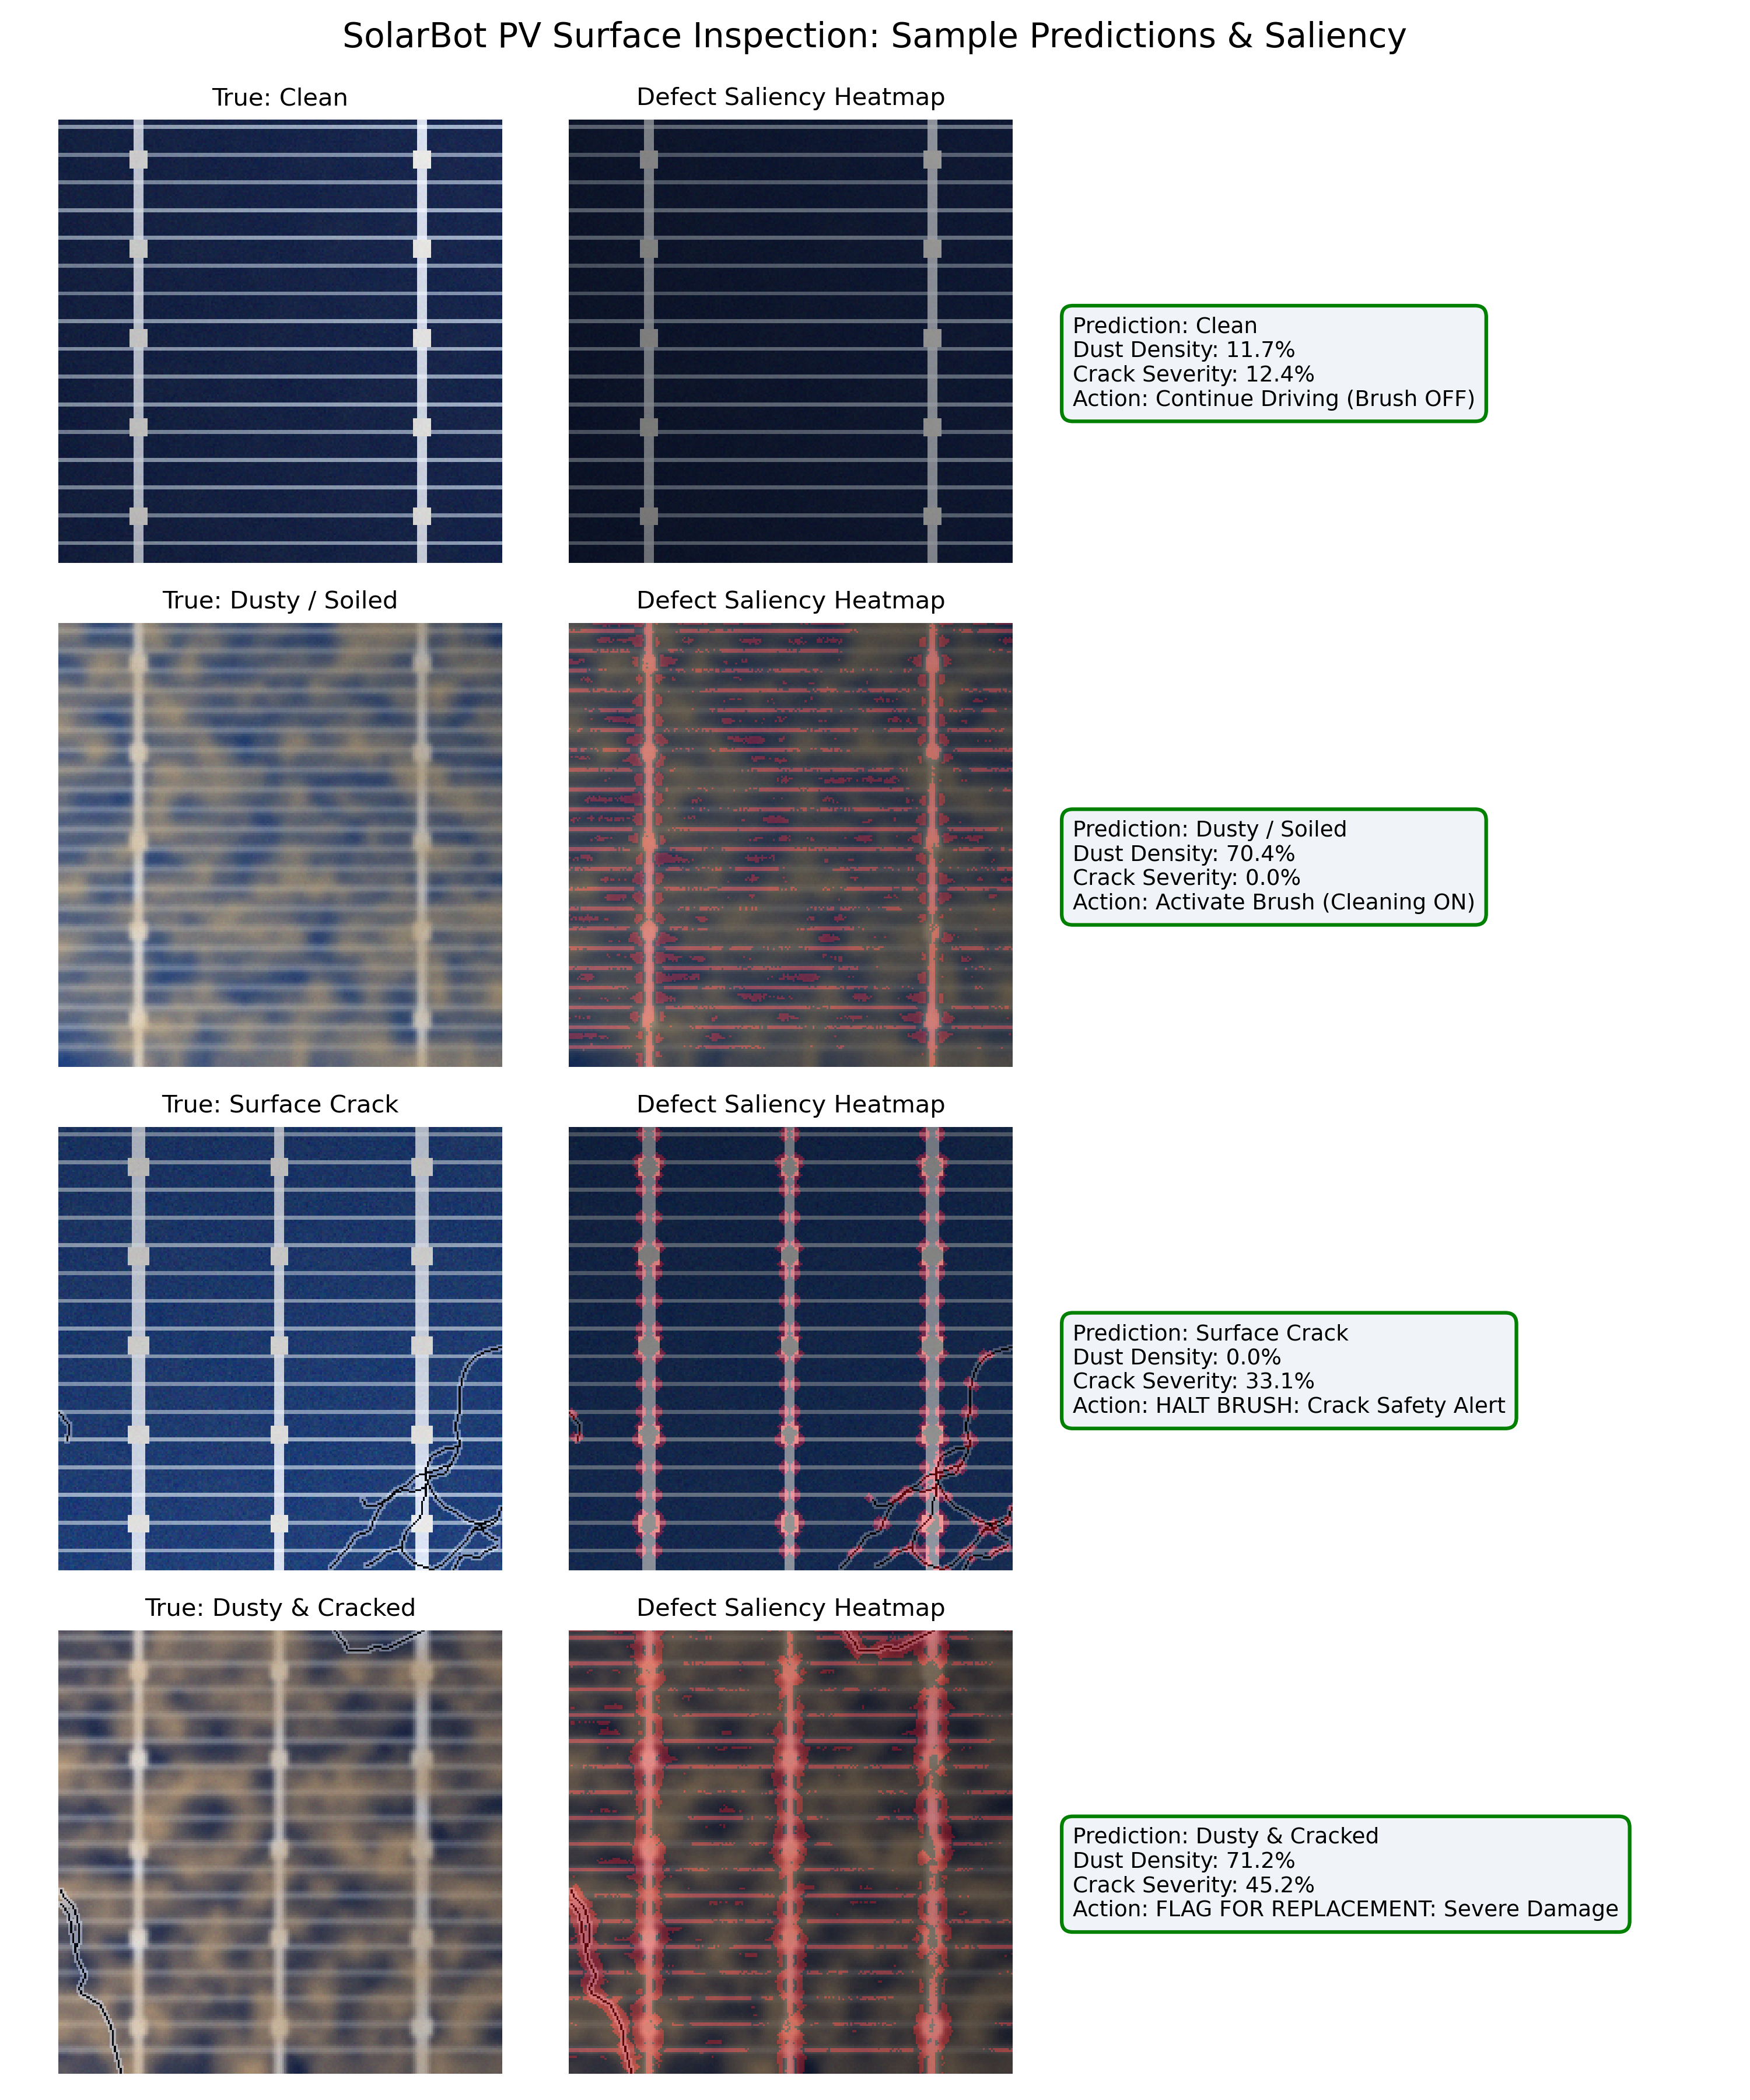 SolarBot PV Surface Inspection: Sample Predictions & Saliency
True: Clean
Defect Saliency Heatmap
Prediction: Clean
Dust Density: 11.7%
Crack Severity: 12.4%
Action: Continue Driving (Brush OFF)
True: Dusty / Soiled
Defect Saliency Heatmap
Prediction: Dusty / Soiled
Dust Density: 70.4%
Crack Severity: 0.0%
Action: Activate Brush (Cleaning ON)
True: Surface Crack
Defect Saliency Heatmap
Prediction: Surface Crack
Dust Density: 0.0%
Crack Severity: 33.1%
Action: HALT BRUSH: Crack Safety Alert
True: Dusty & Cracked
Defect Saliency Heatmap
Prediction: Dusty & Cracked
Dust Density: 71.2%
Crack Severity: 45.2%
Action: FLAG FOR REPLACEMENT: Severe Damage